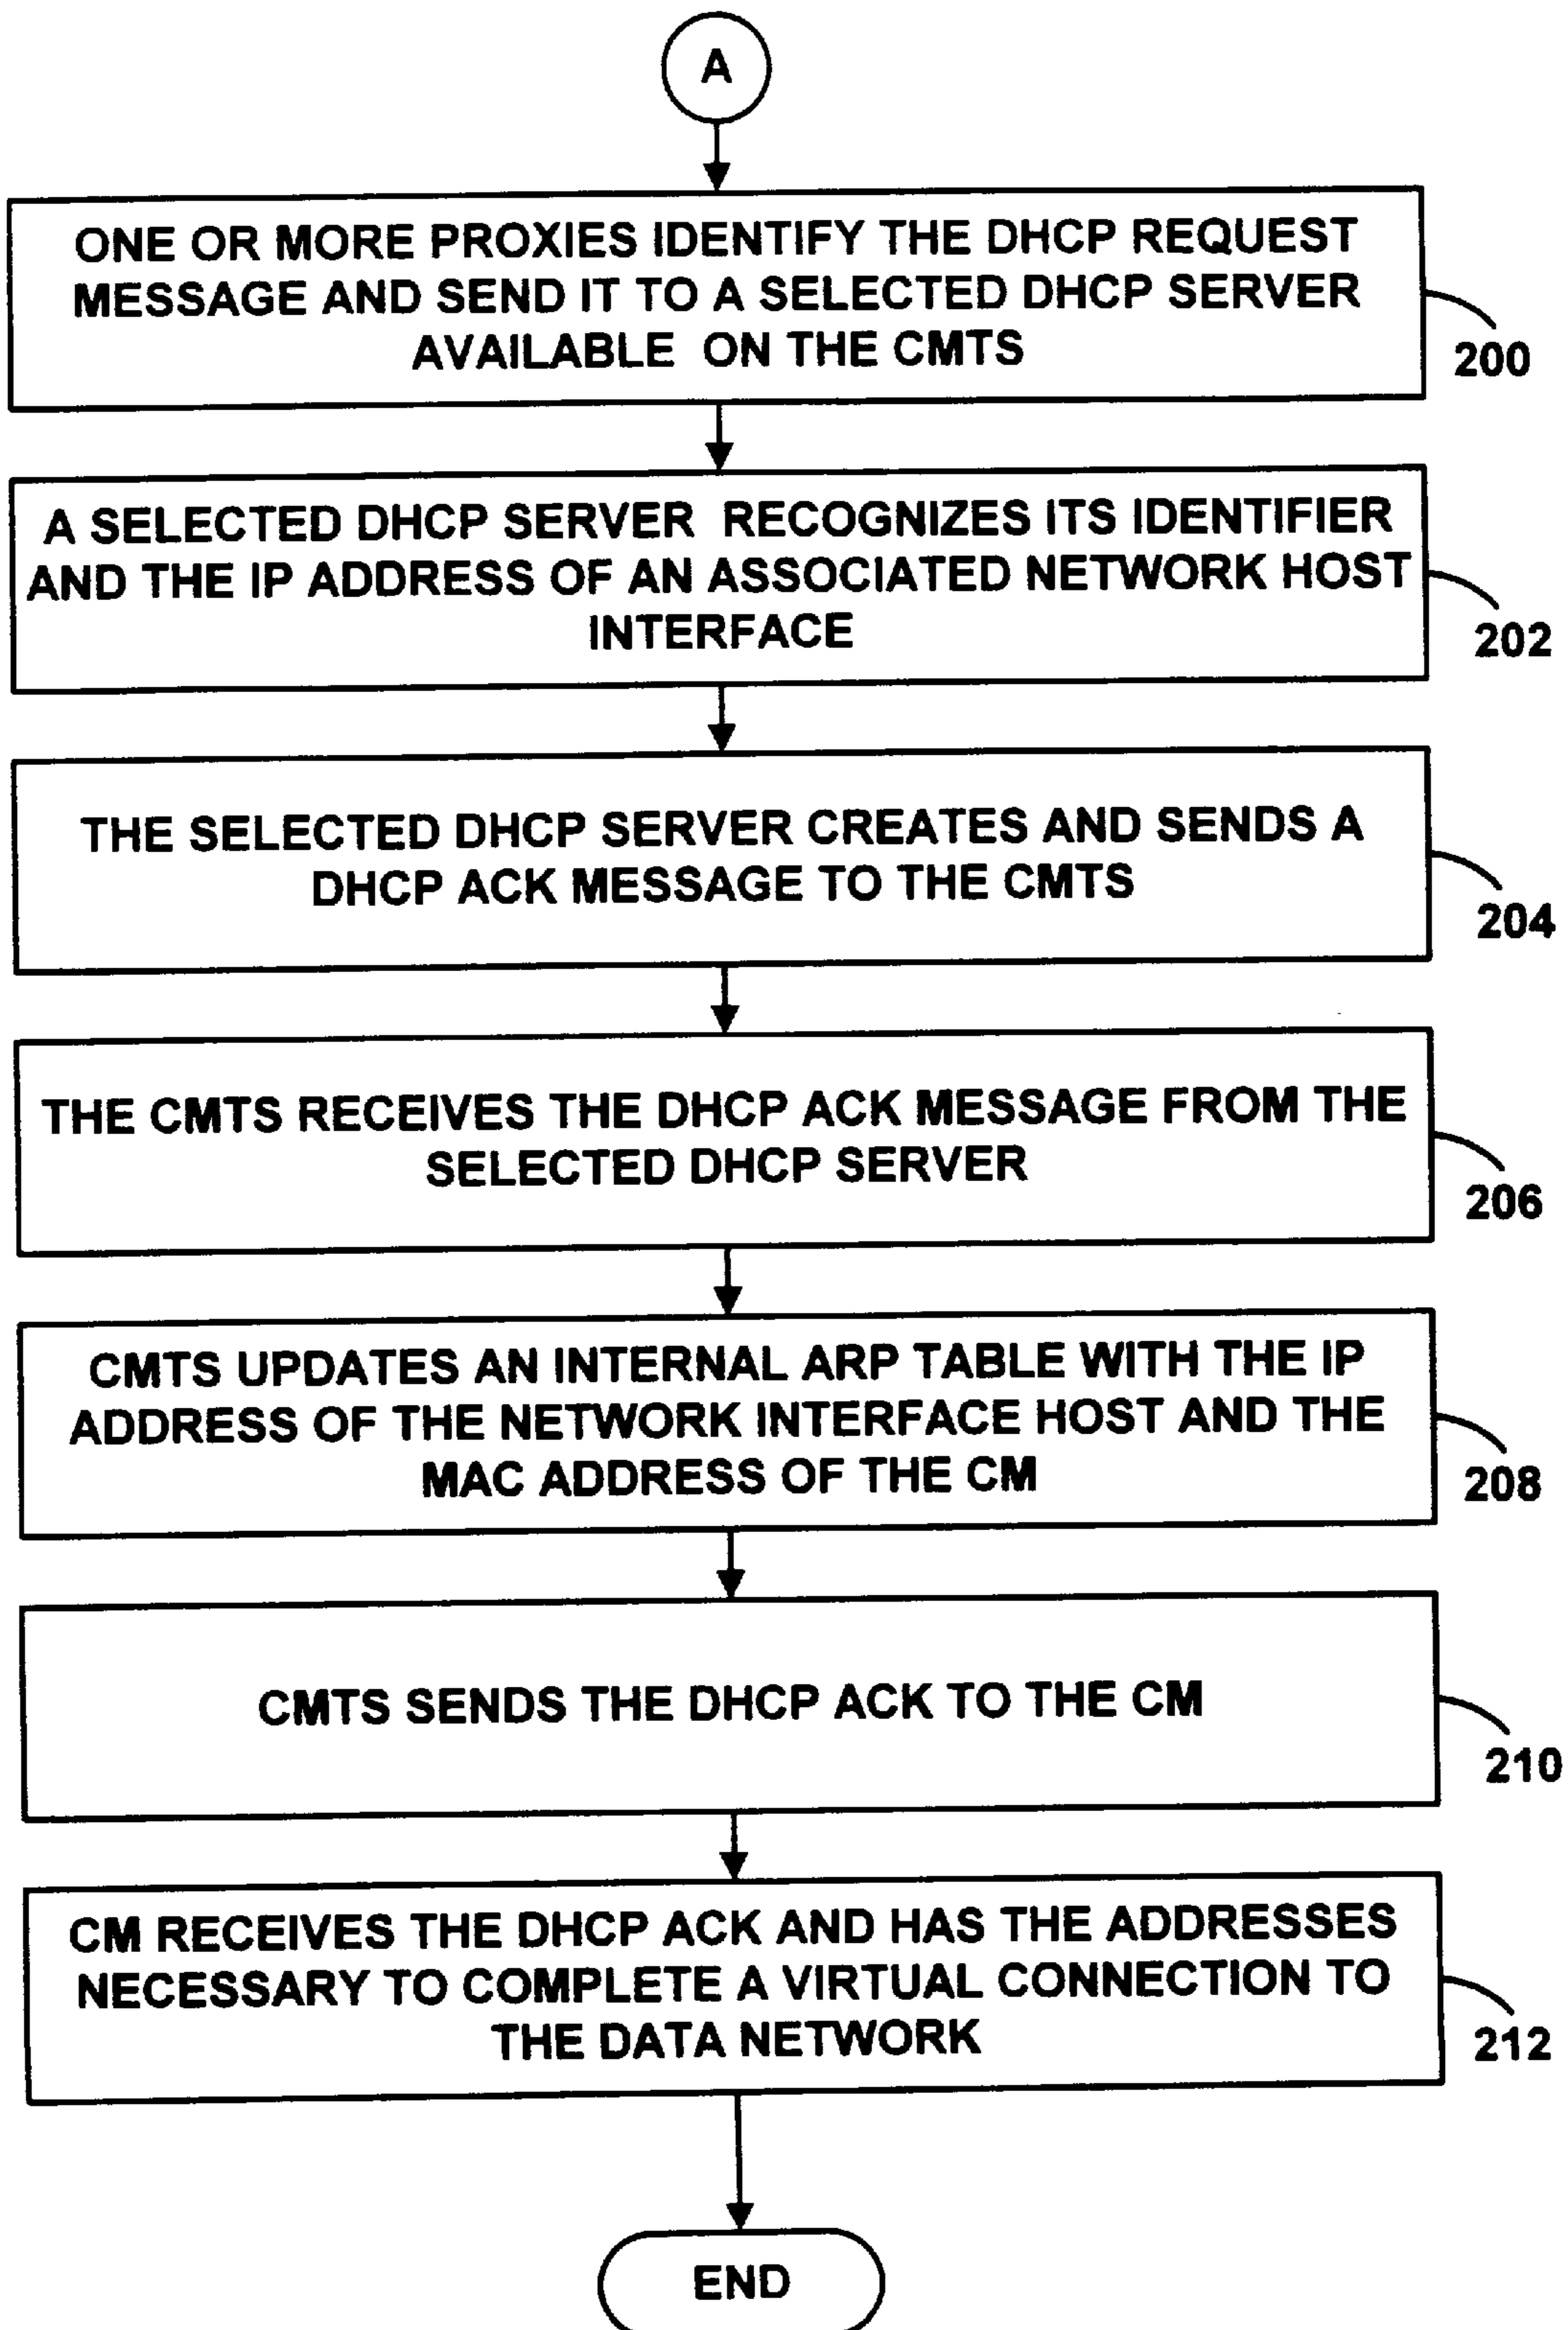 A
ONE OR MORE PROXIES IDENTIFY THE DHCP REQUEST
MESSAGE AND SEND IT TO A SELECTED DHCP SERVER
AVAILABLE ON THE CMTS
200
A SELECTED DHCP SERVER RECOGNIZES ITS IDENTIFIER
AND THE IP ADDRESS OF AN ASSOCIATED NETWORK HOST
INTERFACE
202
THE SELECTED DHCP SERVER CREATES AND SENDS A
DHCP ACK MESSAGE TO THE CMTS
204
THE CMTS RECEIVES THE DHCP ACK MESSAGE FROM THE
SELECTED DHCP SERVER
206
CMTS UPDATES AN INTERNAL ARP TABLE WITH THE IP
ADDRESS OF THE NETWORK INTERFACE HOST AND THE
MAC ADDRESS OF THE CM
208
CMTS SENDS THE DHCP ACK TO THE CM
210
CM RECEIVES THE DHCP ACK AND HAS THE ADDRESSES
NECESSARY TO COMPLETE A VIRTUAL CONNECTION TO
THE DATA NETWORK
212
END